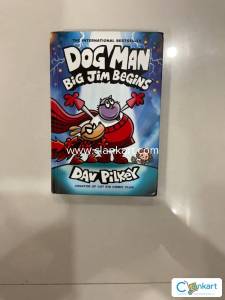 THE INTERNATIONAL BESTSELLER
DOG MAN
BIG JIM BEGINS
www.clankart.com
DAV PILKEY
CREATOR OF CAT KID COMIC CLUB
Clankart